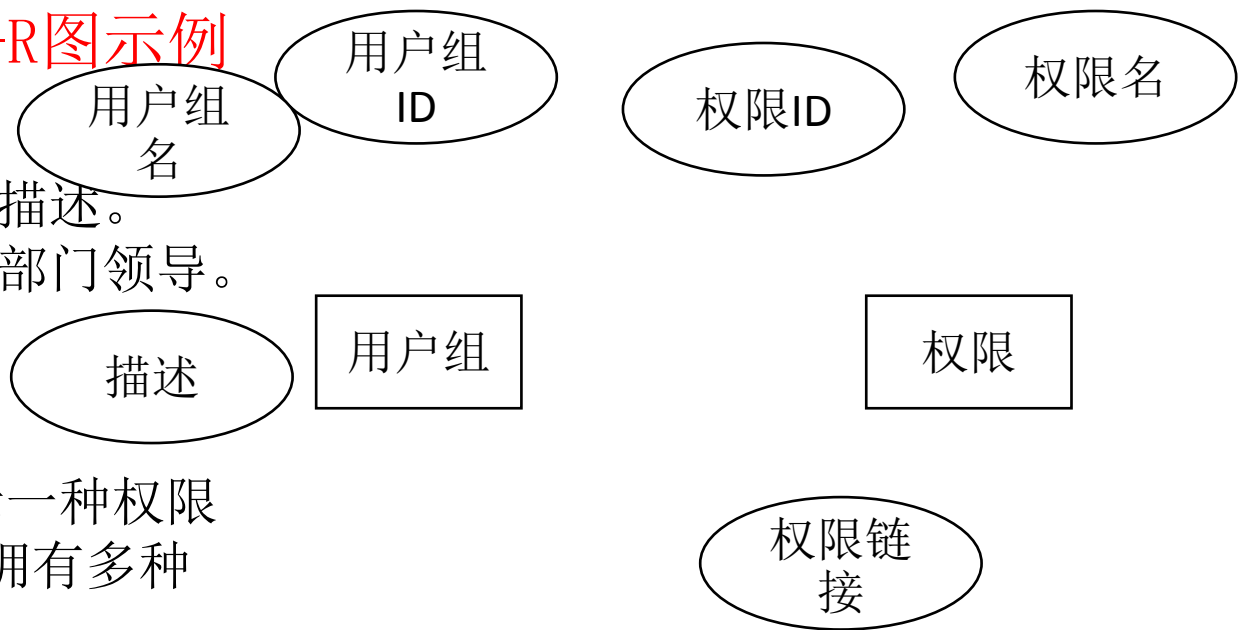 -R图示例
用户组
ID
权限ID
权限名
用户组
名
描述。
部门领导。
描述
用户组
权限
一种权限
拥有多种
权限链
接